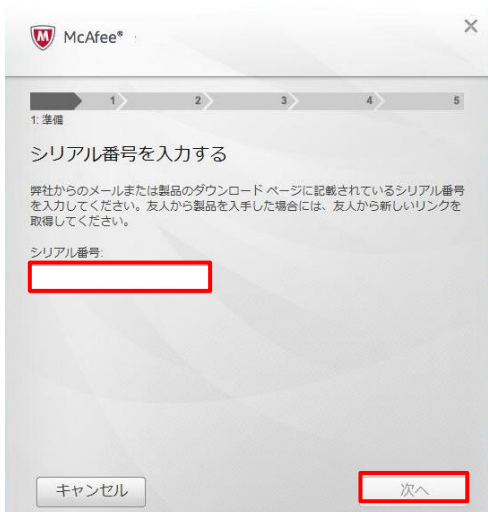 McAfee®
1 2 3 4 5
1: 準備
シリアル番号を入力する
弊社からのメールまたは製品のダウンロード ページに記載されているシリアル番号
を入力してください。友人から製品を入手した場合には、友人から新しいリンクを
取得してください。
シリアル番号:
キャンセル 次へ